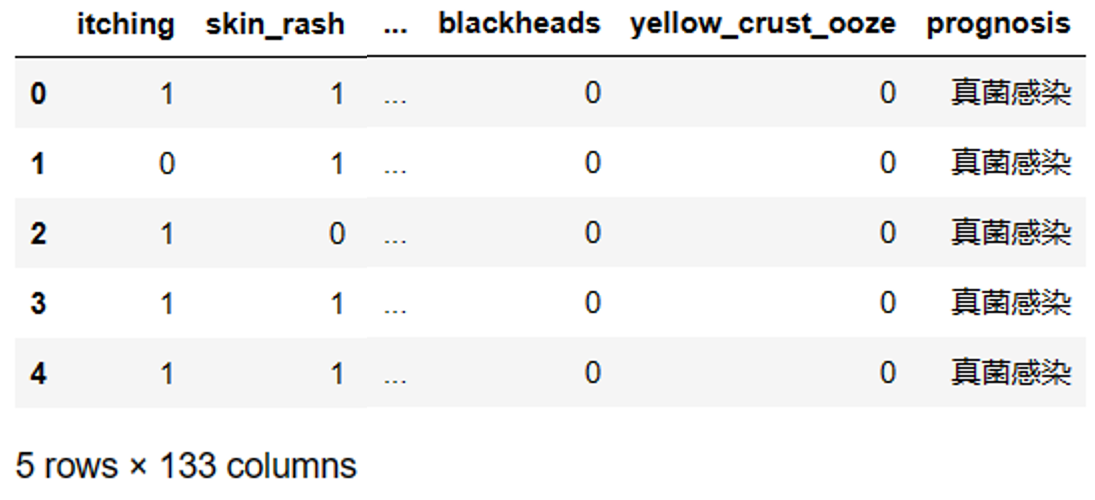 itching skin_rash ... blackheads yellow_crust_ooze prognosis
0 1 1 ... 0 0 真菌感染
1 0 1 ... 0 0 真菌感染
2 1 0 ... 0 0 真菌感染
3 1 1 ... 0 0 真菌感染
4 1 1 ... 0 0 真菌感染
5 rows × 133 columns